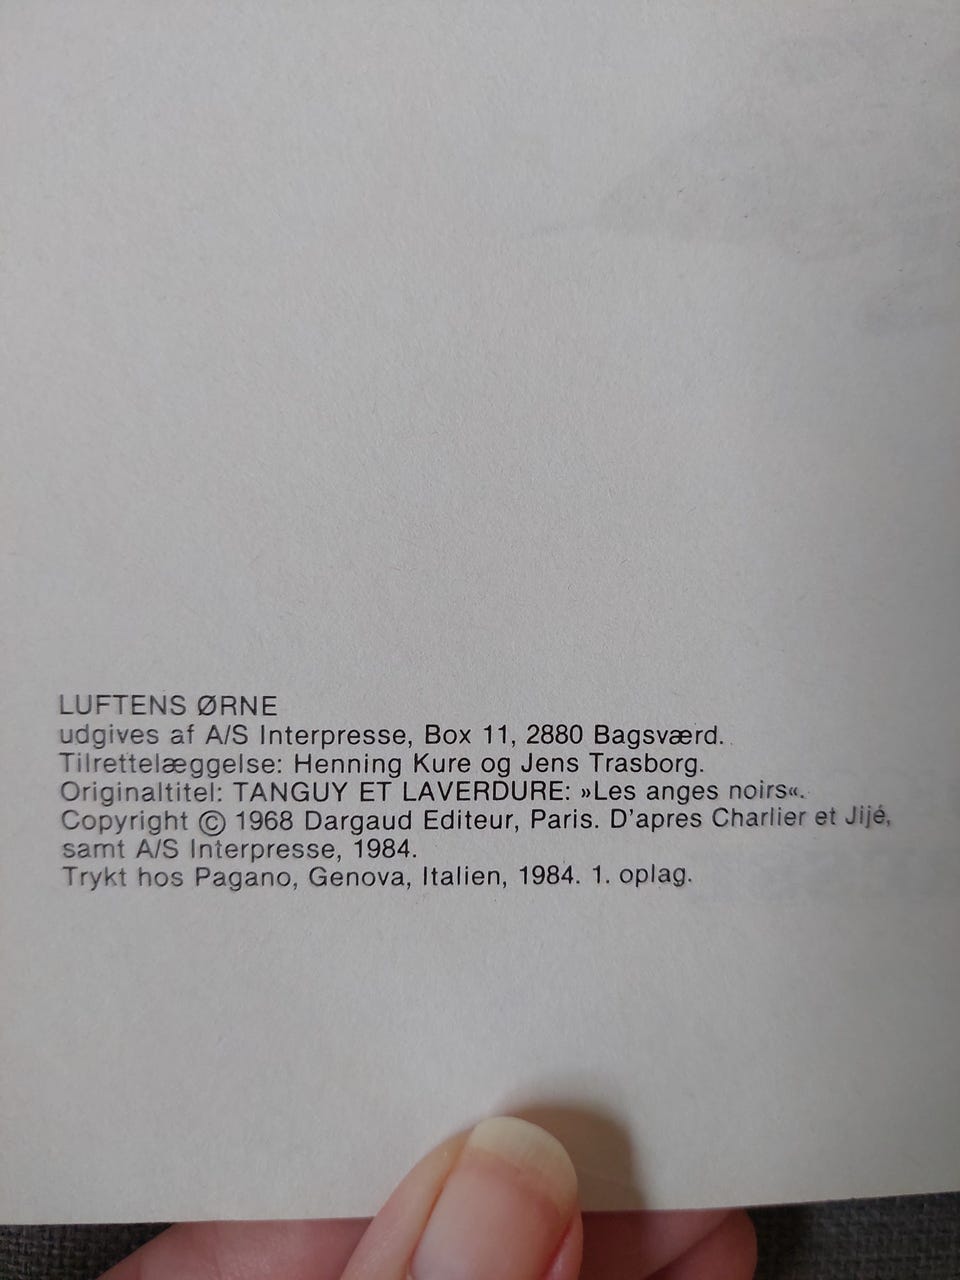 LUFTENS ØRNE
udgives af A/S Interpresse, Box 11, 2880 Bagsværd.
Tilrettelæggelse: Henning Kure og Jens Trasborg.
Originaltitel: TANGUY ET LAVERDURE: »Les anges noirs«.
Copyright © 1968 Dargaud Editeur, Paris. D'apres Charlier et Jijé,
samt A/S Interpresse, 1984.
Trykt hos Pagano, Genova, Italien, 1984. 1. oplag.